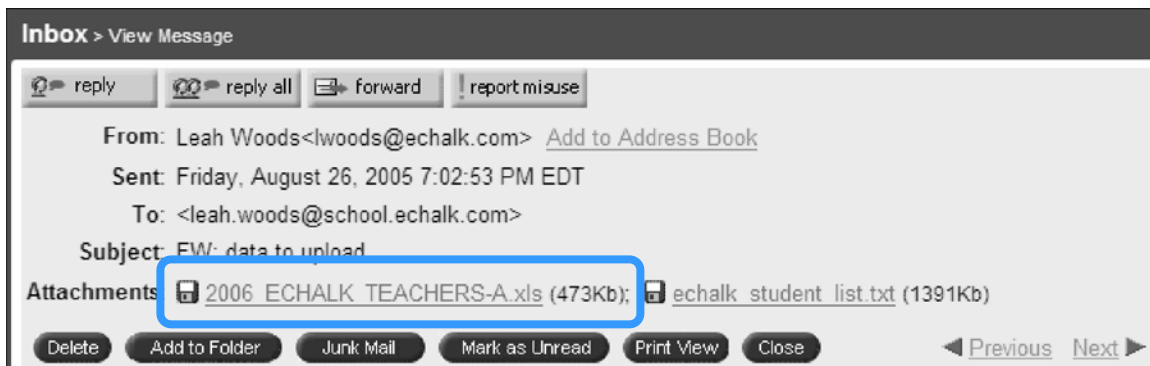 Inbox > View Message
reply reply all forward ! report misuse
From: Leah Woods<lwoods@echalk.com> Add to Address Book
Sent: Friday, August 26, 2005 7:02:53 PM EDT
To: <leah.woods@school.echalk.com>
Subject: FW: data to upload
Attachments 2006_ECHALK_TEACHERS-A.xls (473Kb); echalk_student_list.txt (1391Kb)
Delete Add to Folder Junk Mail Mark as Unread Print View Close Previous Next